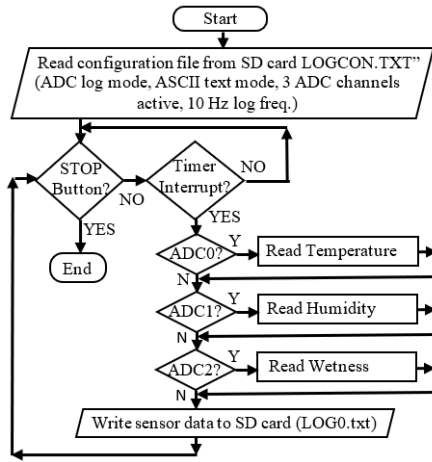 Start
Read configuration file from SD card LOGCON.TXT”
(ADC log mode, ASCII text mode, 3 ADC channels
active, 10 Hz log freq.)
STOP
Button?
NO
Timer
Interrupt?
NO
YES
YES
End
ADC0?
Y
Read Temperature
N
ADC1?
Y
Read Humidity
N
ADC2?
Y
Read Wetness
N
Write sensor data to SD card (LOG0.txt)